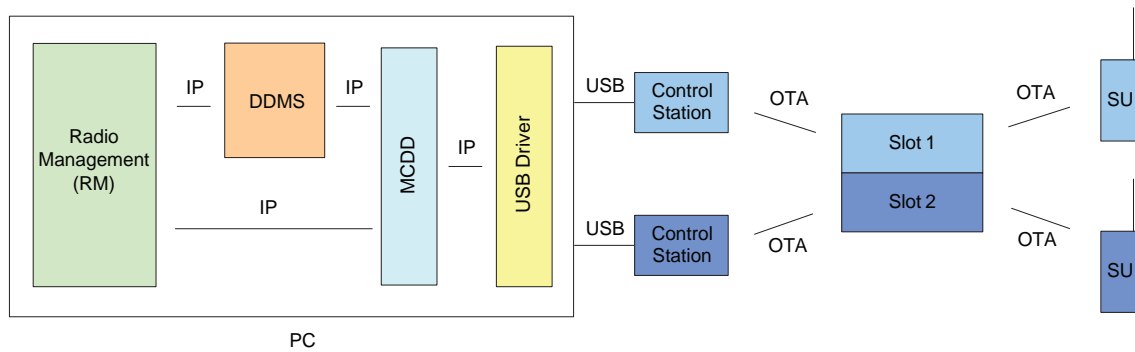 Radio
Management
(RM)
IP
DDMS
IP
IP
MCDD
IP
USB Driver
PC
USB
Control
Station
OTA
USB
Control
Station
OTA
Slot 1
Slot 2
OTA
SU
OTA
SU